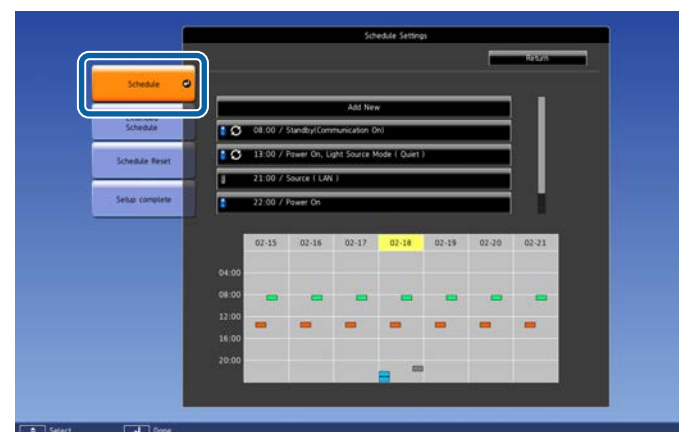 Schedule Settings
Return
Schedule
Add New
Schedule
08:00 / Standby(Communication On)
13:00 / Power On, Light Source Mode ( Quiet )
Schedule Reset
21:00 / Source ( LAN )
Setup complete
22:00 / Power On
02-15 02-16 02-17 02-18 02-19 02-20 02-21
04:00
08:00
12:00
16:00
20:00
Select Done